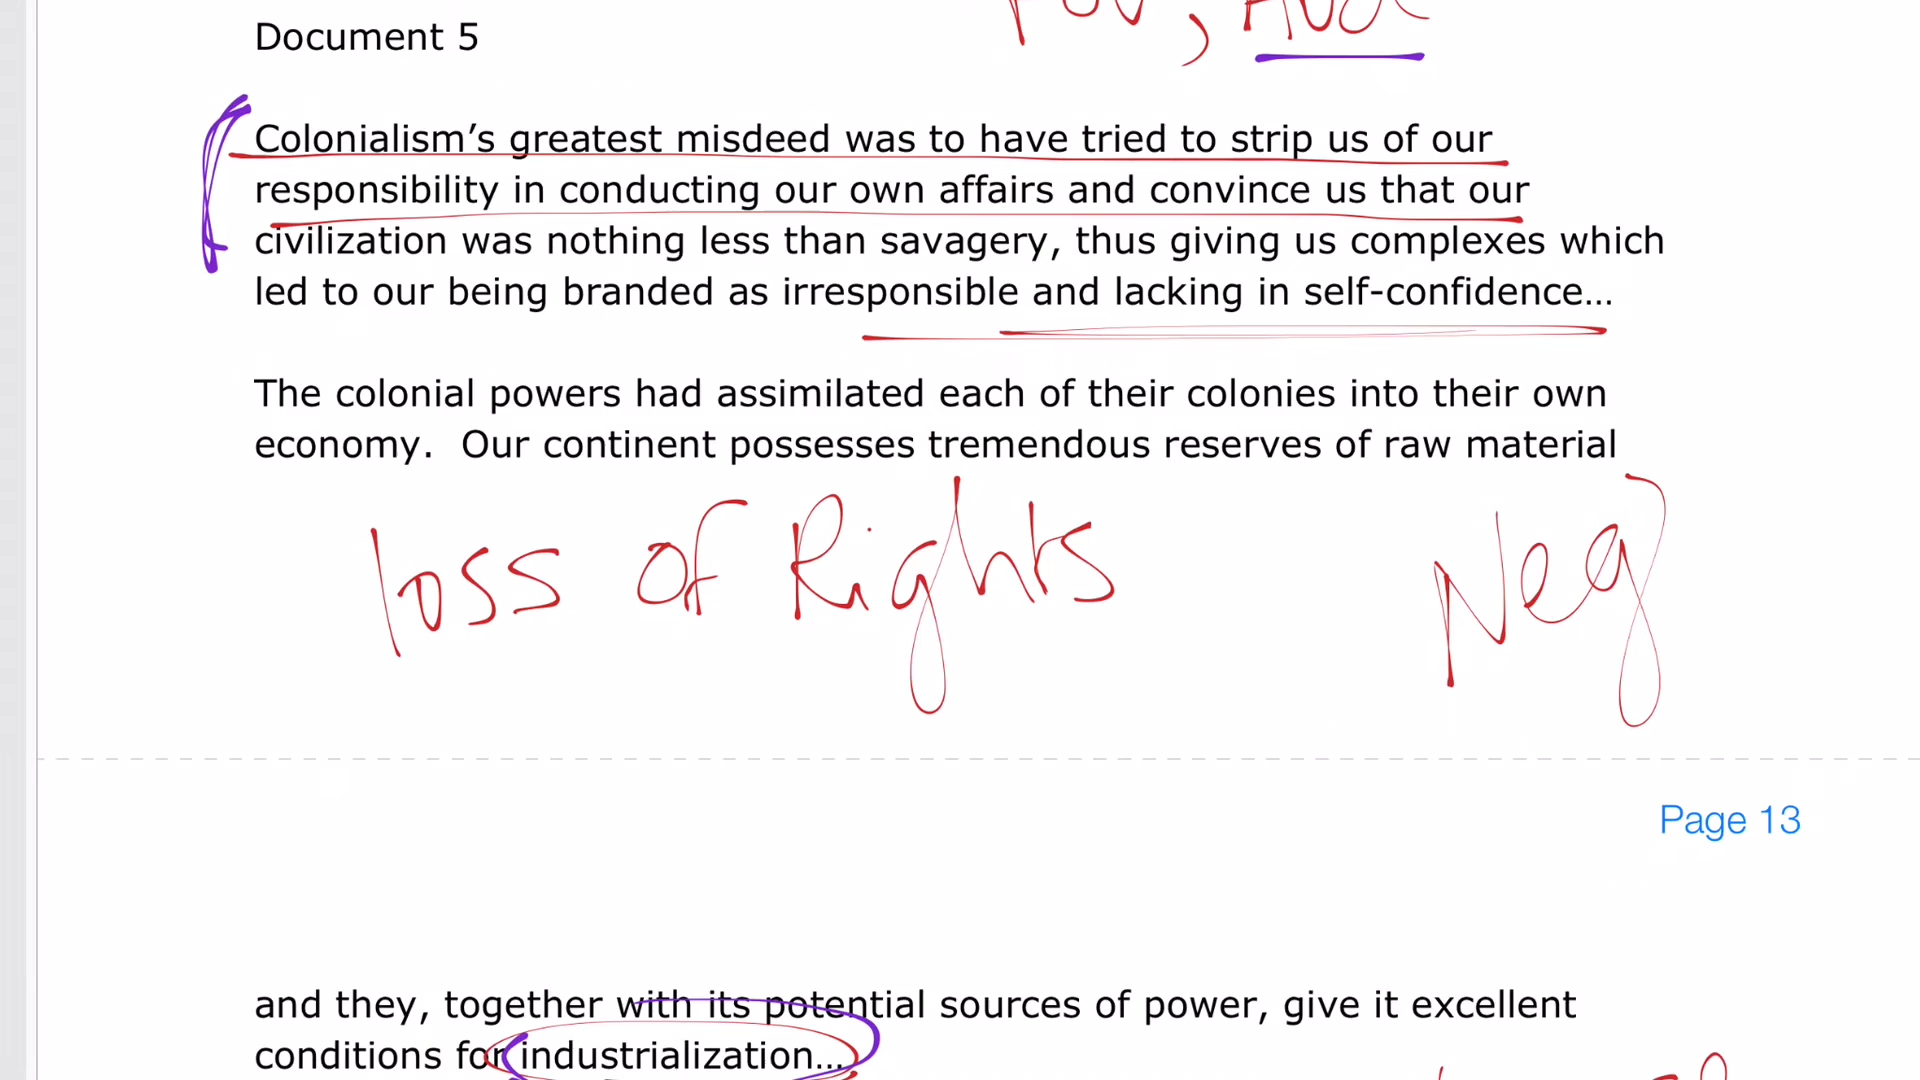 Document 5
Colonialism’s greatest misdeed was to have tried to strip us of our
responsibility in conducting our own affairs and convince us that our
civilization was nothing less than savagery, thus giving us complexes which
led to our being branded as irresponsible and lacking in self-confidence…
The colonial powers had assimilated each of their colonies into their own
economy.  Our continent possesses tremendous reserves of raw material
loss of Rights
Neg
Page 13
and they, together with its potential sources of power, give it excellent
conditions for industrialization…